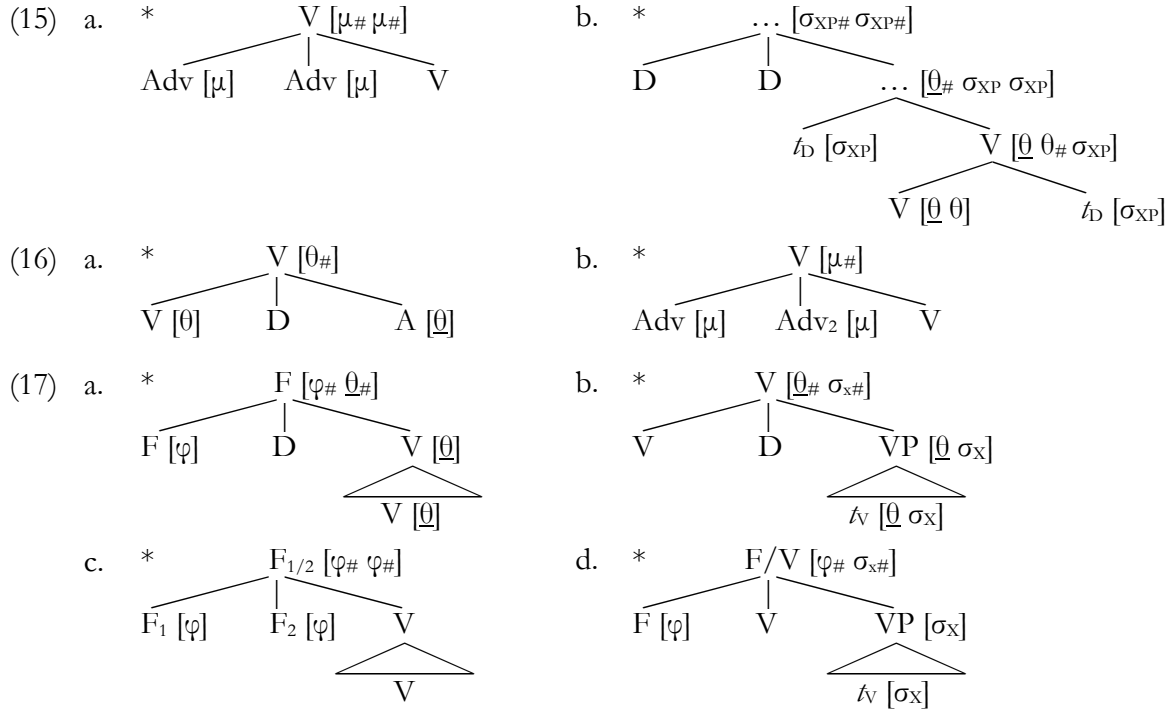 (15) a. * V [μ# μ#] b. * … [σXP# σXP#]
Adv [μ] Adv [μ] V D D … [θ̲# σXP σXP]
tD [σXP] V [θ̲ θ# σXP]
V [θ̲ θ] tD [σXP]
(16) a. * V [θ#] b. * V [μ#]
V [θ] D A [θ̲] Adv [μ] Adv2 [μ] V
(17) a. * F [φ# θ̲#] b. * V [θ̲# σx#]
F [φ] D V [θ̲] V D VP [θ̲ σX]
V [θ̲] tV [θ̲ σX]
c. * F1/2 [φ# φ#] d. * F/V [φ# σx#]
F1 [φ] F2 [φ] V F [φ] V VP [σX]
V tV [σX]